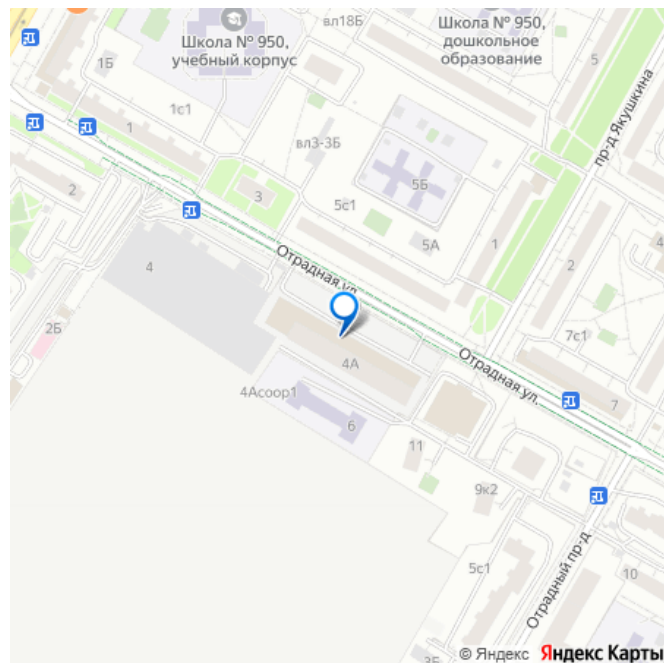 Школа № 950,
учебный корпус
вл18Б
Школа № 950,
дошкольное
образование
5
1Б
1с1
1
вл3-3Б
пр-д Якушкина
2
3
5Б
5с1
5А
1
4
2
4
Отрадная ул.
2Б
7с1
4А
Отрадная ул.
4Асоор1
6
7
11
9к2
5с1
Отрадный пр-д
10
3Б
© Яндекс Яндекс Карты